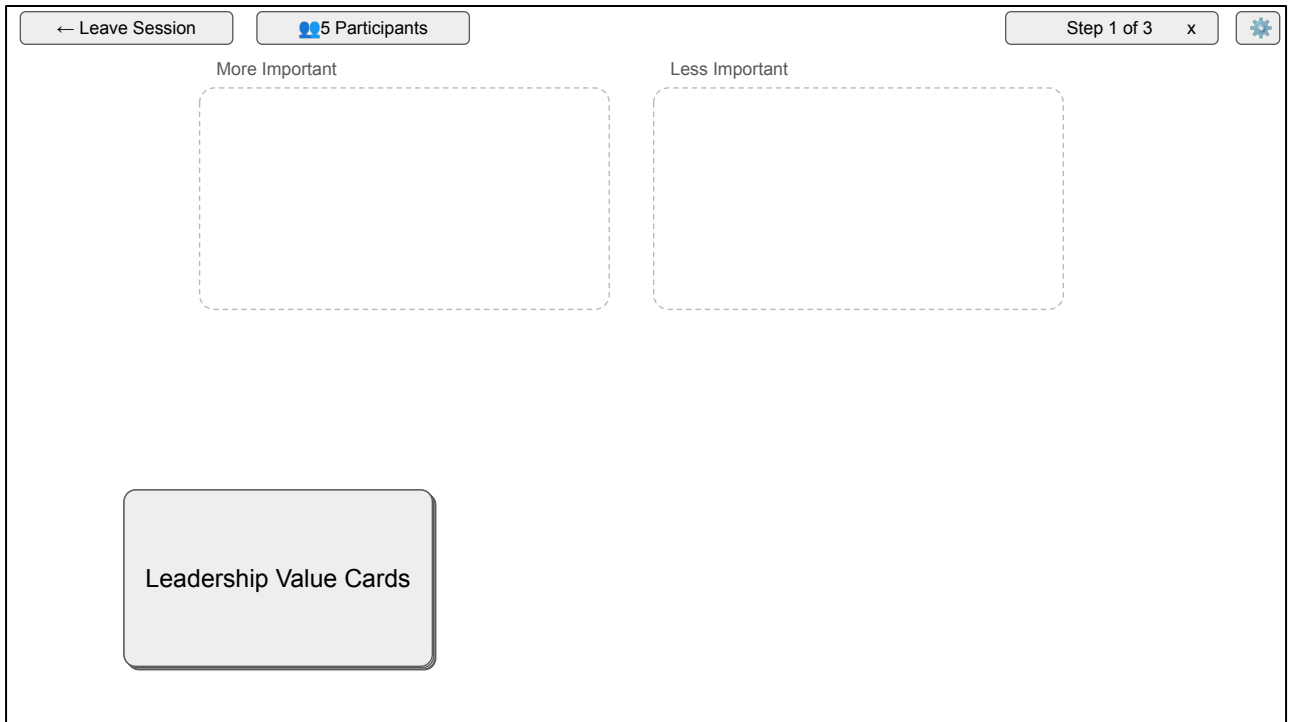 ← Leave Session
👥5 Participants
Step 1 of 3 x
More Important
Less Important
Leadership Value Cards